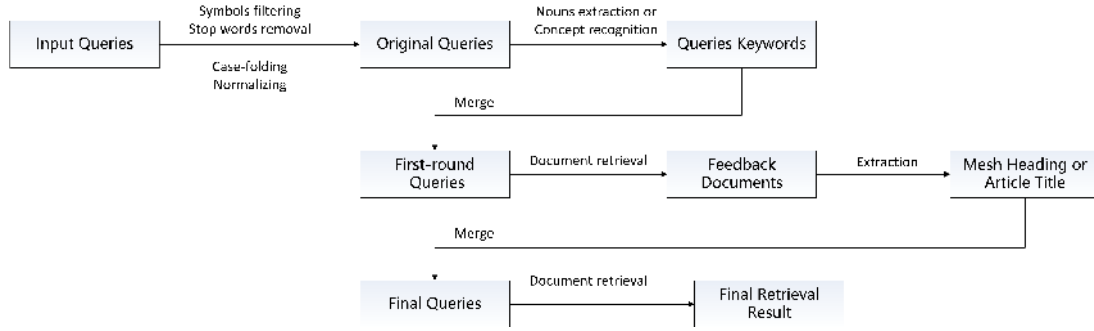 Symbols filtering
Stop words removal
Nouns extraction or
Concept recognition
Input Queries
Original Queries
Queries Keywords
Case-folding
Normalizing
Merge
First-round
Queries
Document retrieval
Feedback
Documents
Extraction
Mesh Heading or
Article Title
Merge
Final Queries
Document retrieval
Final Retrieval
Result